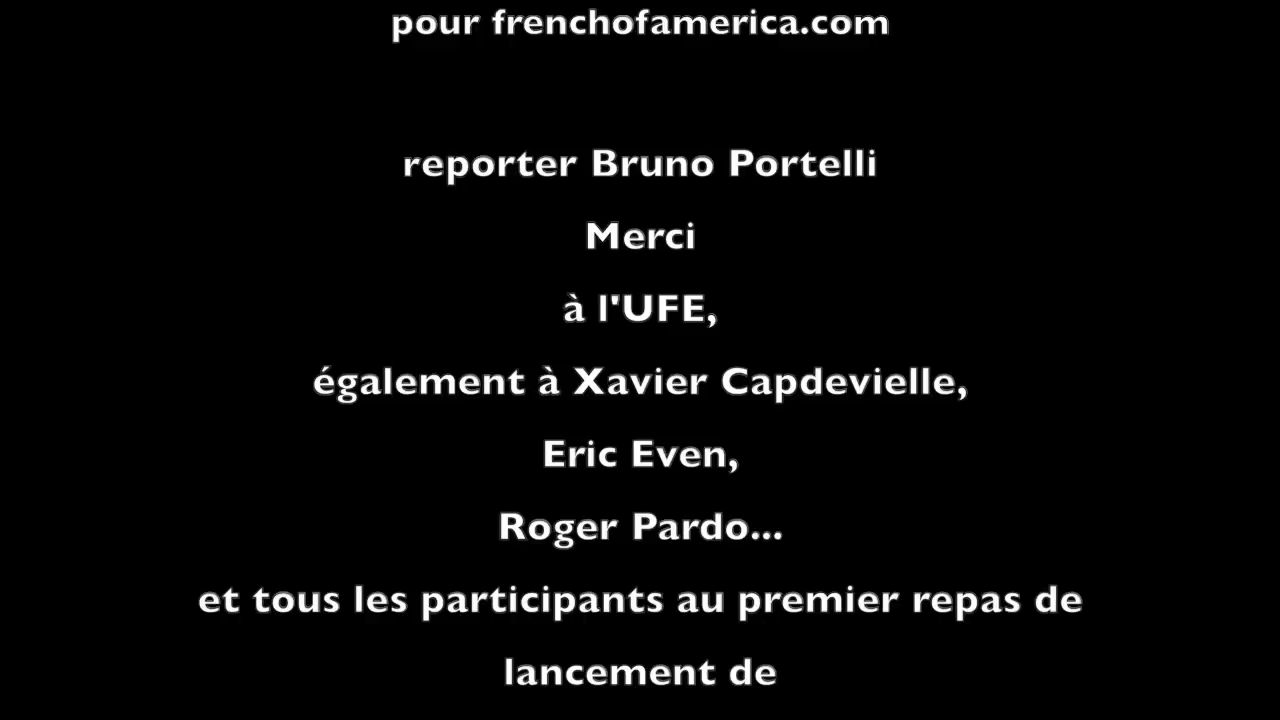 pour frenchofamerica.com
reporter Bruno Portelli
Merci
à l'UFE,
également à Xavier Capdevielle,
Eric Even,
Roger Pardo...
et tous les participants au premier repas de
lancement de